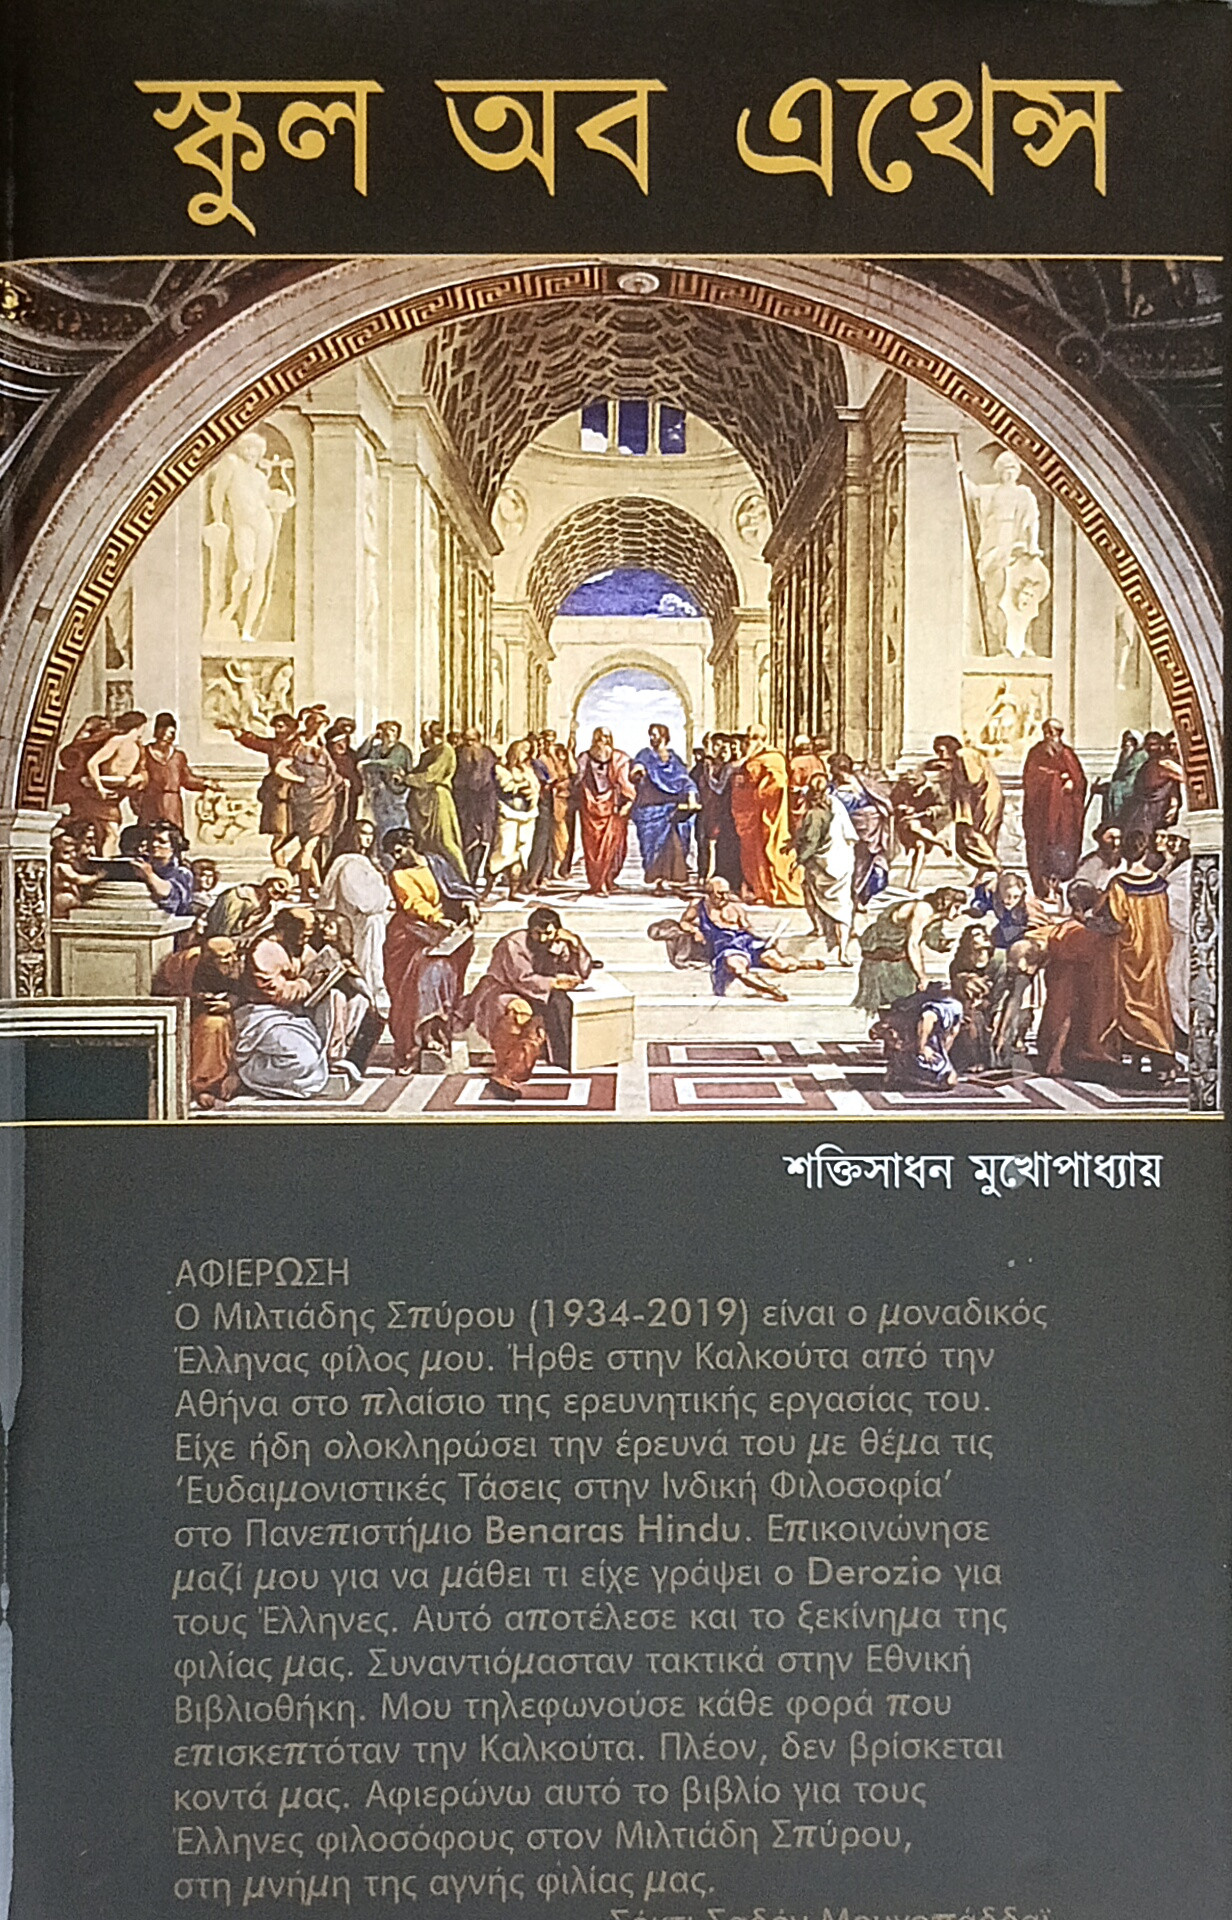 স্কুল অব এথেন্স
শক্তিসাধন মুখোপাধ্যায়
ΑΦΙΕΡΩΣΗ
Ο Μιλτιάδης Σπύρου (1934-2019) είναι ο μοναδικός
Έλληνας φίλος μου. Ήρθε στην Καλκούτα από την
Αθήνα στο πλαίσιο της ερευνητικής εργασίας του.
Είχε ήδη ολοκληρώσει την έρευνά του με θέμα τις
‘Ευδαιμονιστικές Τάσεις στην Ινδική Φιλοσοφία’
στο Πανεπιστήμιο Benaras Hindu. Επικοινώνησε
μαζί μου για να μάθει τι είχε γράψει ο Derozio για
τους Έλληνες. Αυτό αποτέλεσε και το ξεκίνημα της
φιλίας μας. Συναντιόμασταν τακτικά στην Εθνική
Βιβλιοθήκη. Μου τηλεφωνούσε κάθε φορά που
επισκεπτόταν την Καλκούτα. Πλέον, δεν βρίσκεται
κοντά μας. Αφιερώνω αυτό το βιβλίο για τους
Έλληνες φιλοσόφους στον Μιλτιάδη Σπύρου,
στη μνήμη της αγνής φιλίας μας.